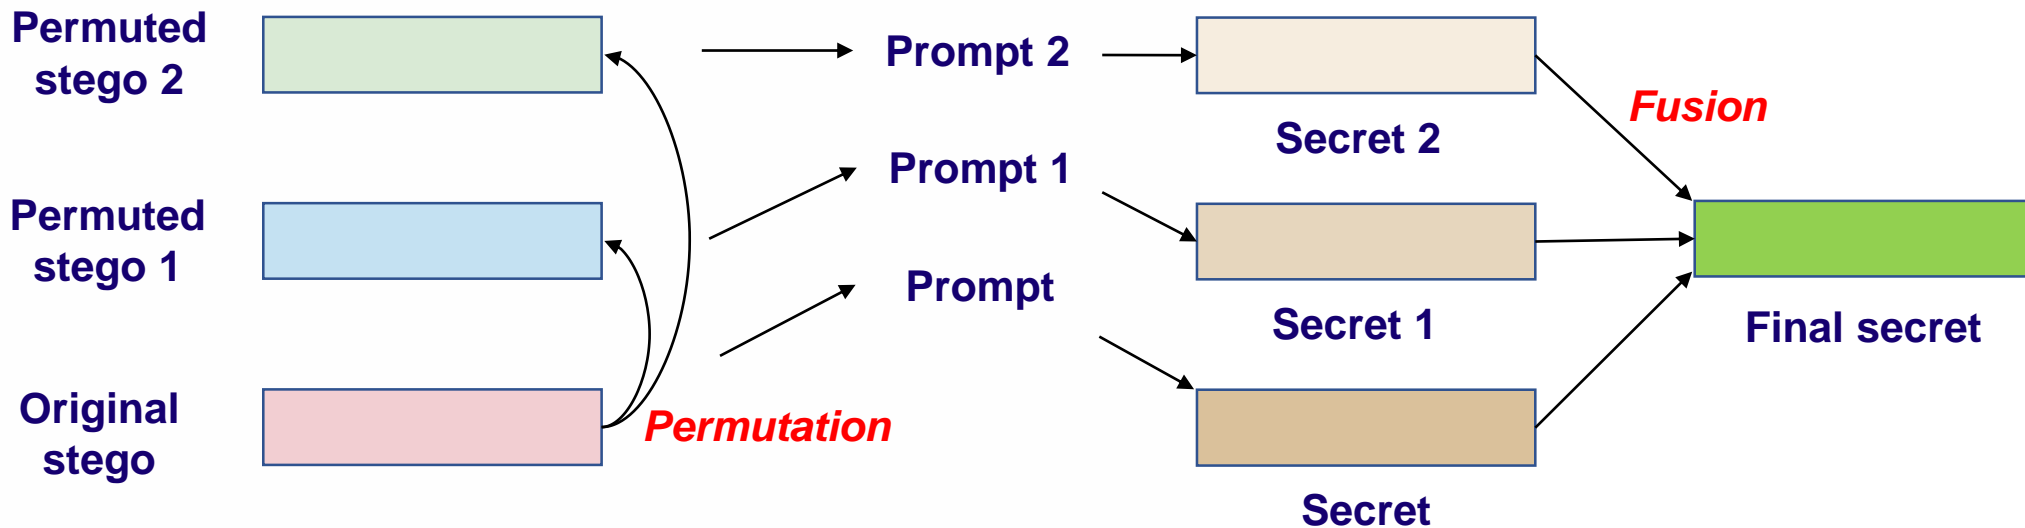 Permuted
stego 2
Prompt 2
Secret 2
Fusion
Permuted
stego 1
Prompt 1
Secret 1
Final secret
Original
stego
Permutation
Prompt
Secret